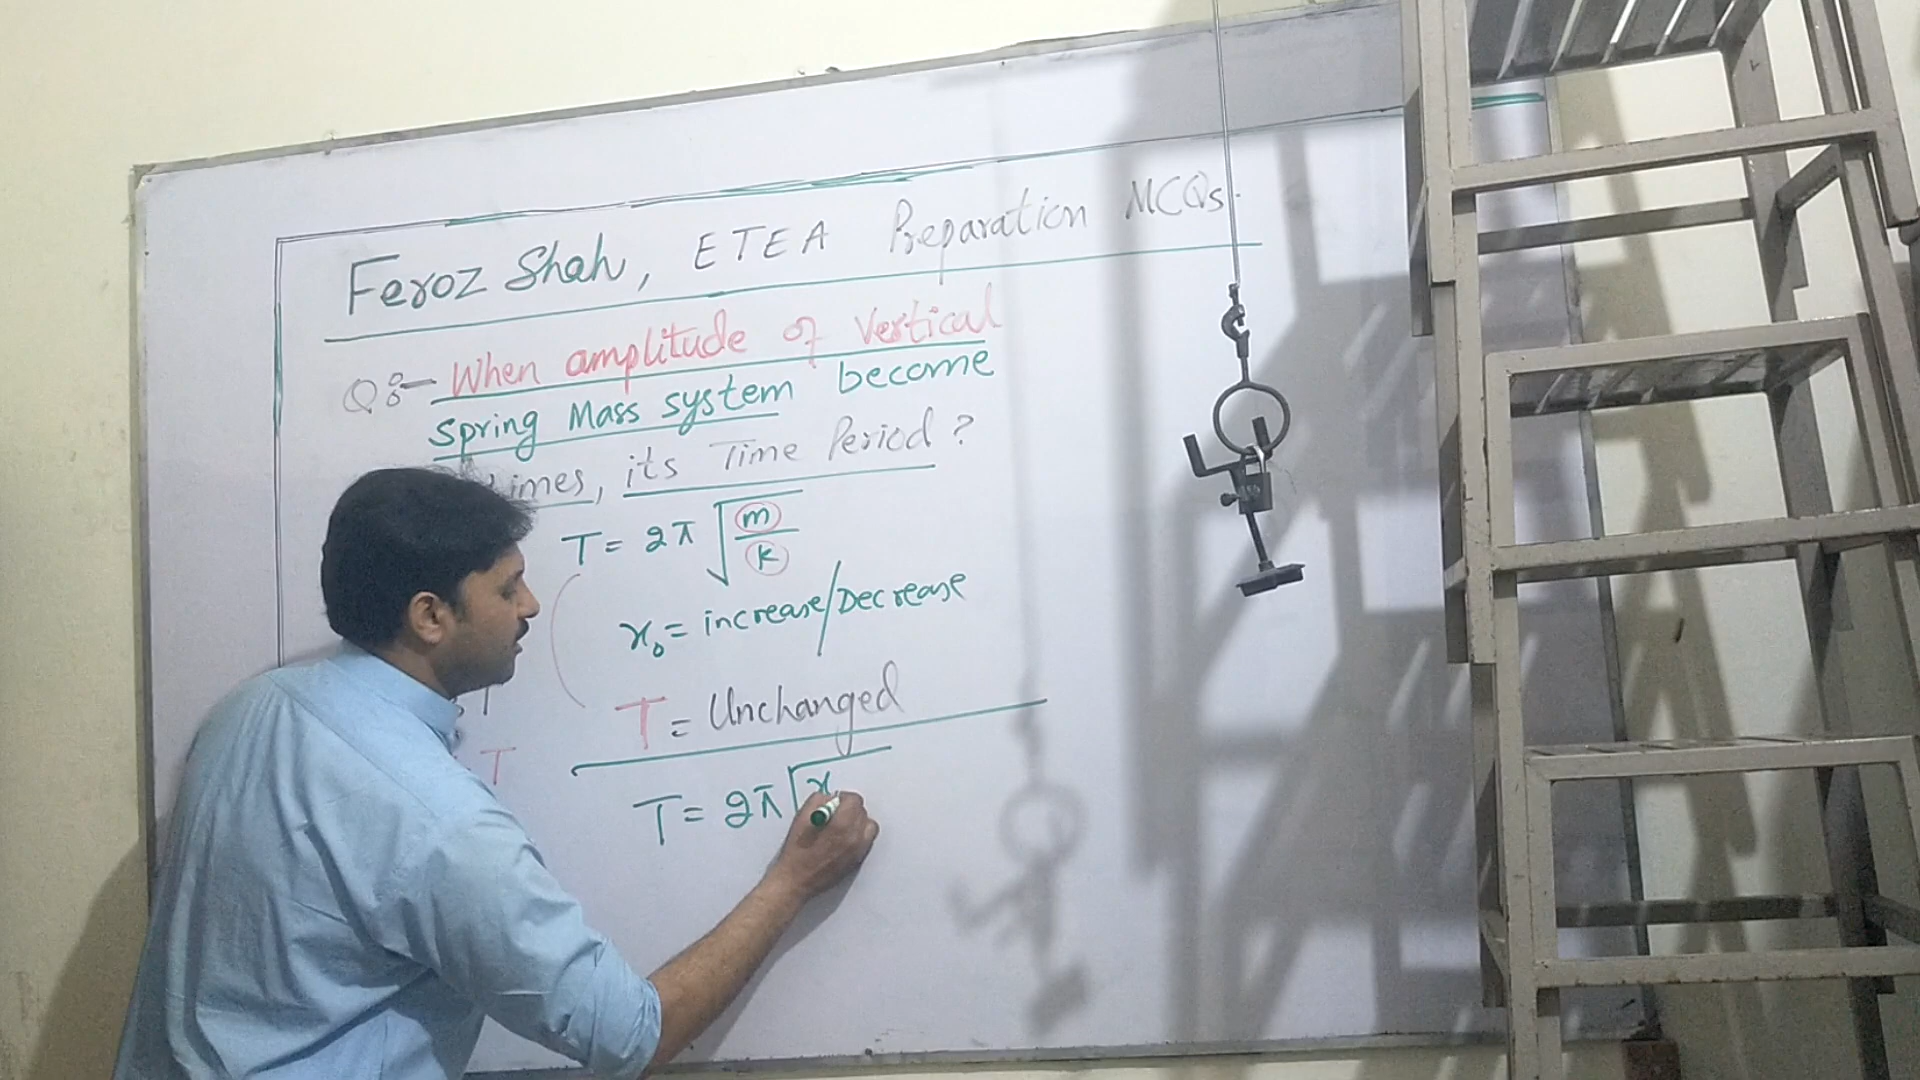 Feroz Shah, ETEA Preparation MCQs.
Q:- When amplitude of Vertical
Spring Mass system become
times, its Time Period?
T = 2π √(m/k)
x₀ = increase/Decrease
T = Unchanged
T
T = 2π √x